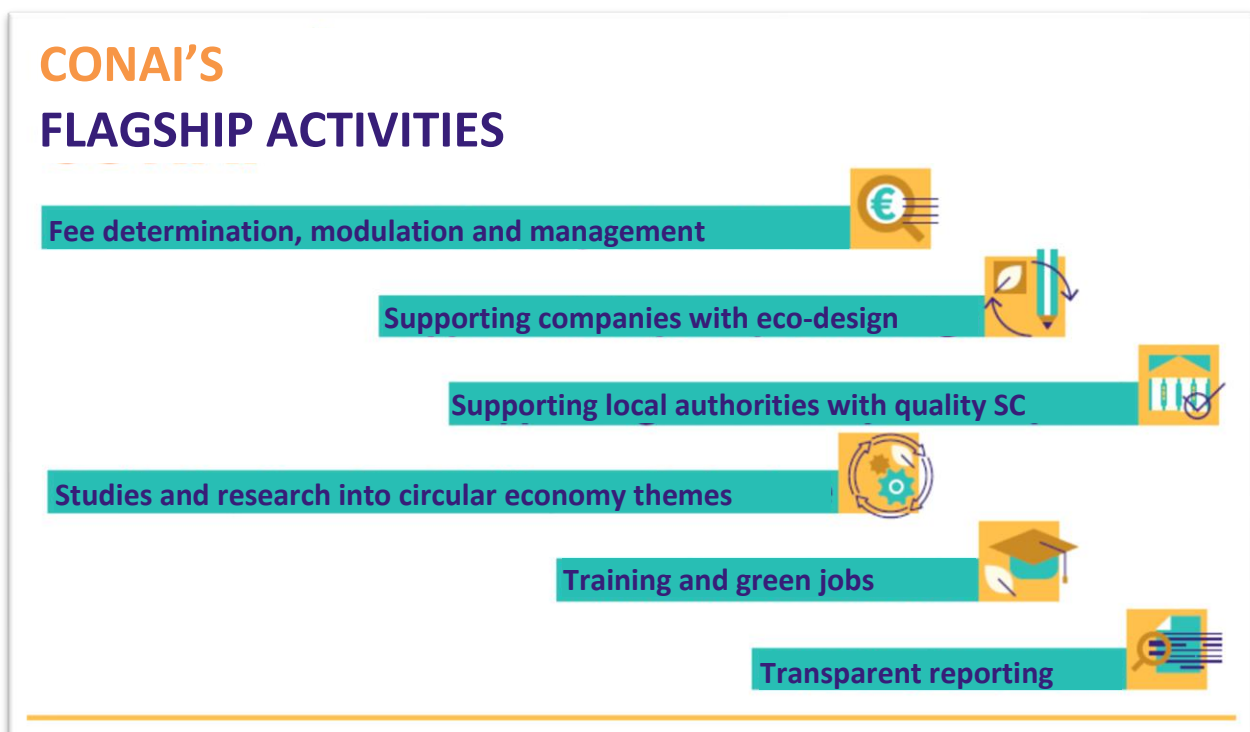 CONAI’S
FLAGSHIP ACTIVITIES
Fee determination, modulation and management
€
Supporting companies with eco-design
Supporting local authorities with quality SC
Studies and research into circular economy themes
Training and green jobs
Transparent reporting